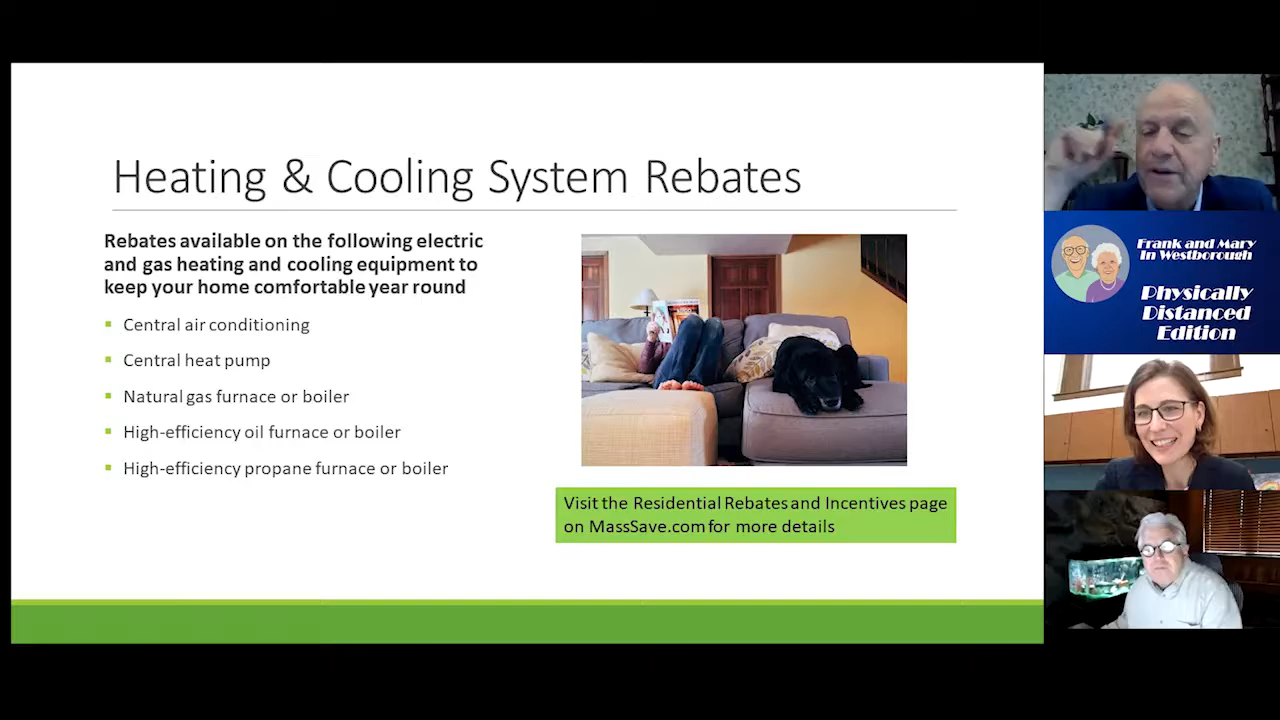 Heating & Cooling System Rebates
Rebates available on the following electric
and gas heating and cooling equipment to
keep your home comfortable year round
Central air conditioning
Central heat pump
Natural gas furnace or boiler
High-efficiency oil furnace or boiler
High-efficiency propane furnace or boiler
Visit the Residential Rebates and Incentives page
on MassSave.com for more details
Frank and Mary
In Westborough
Physically
Distanced
Edition